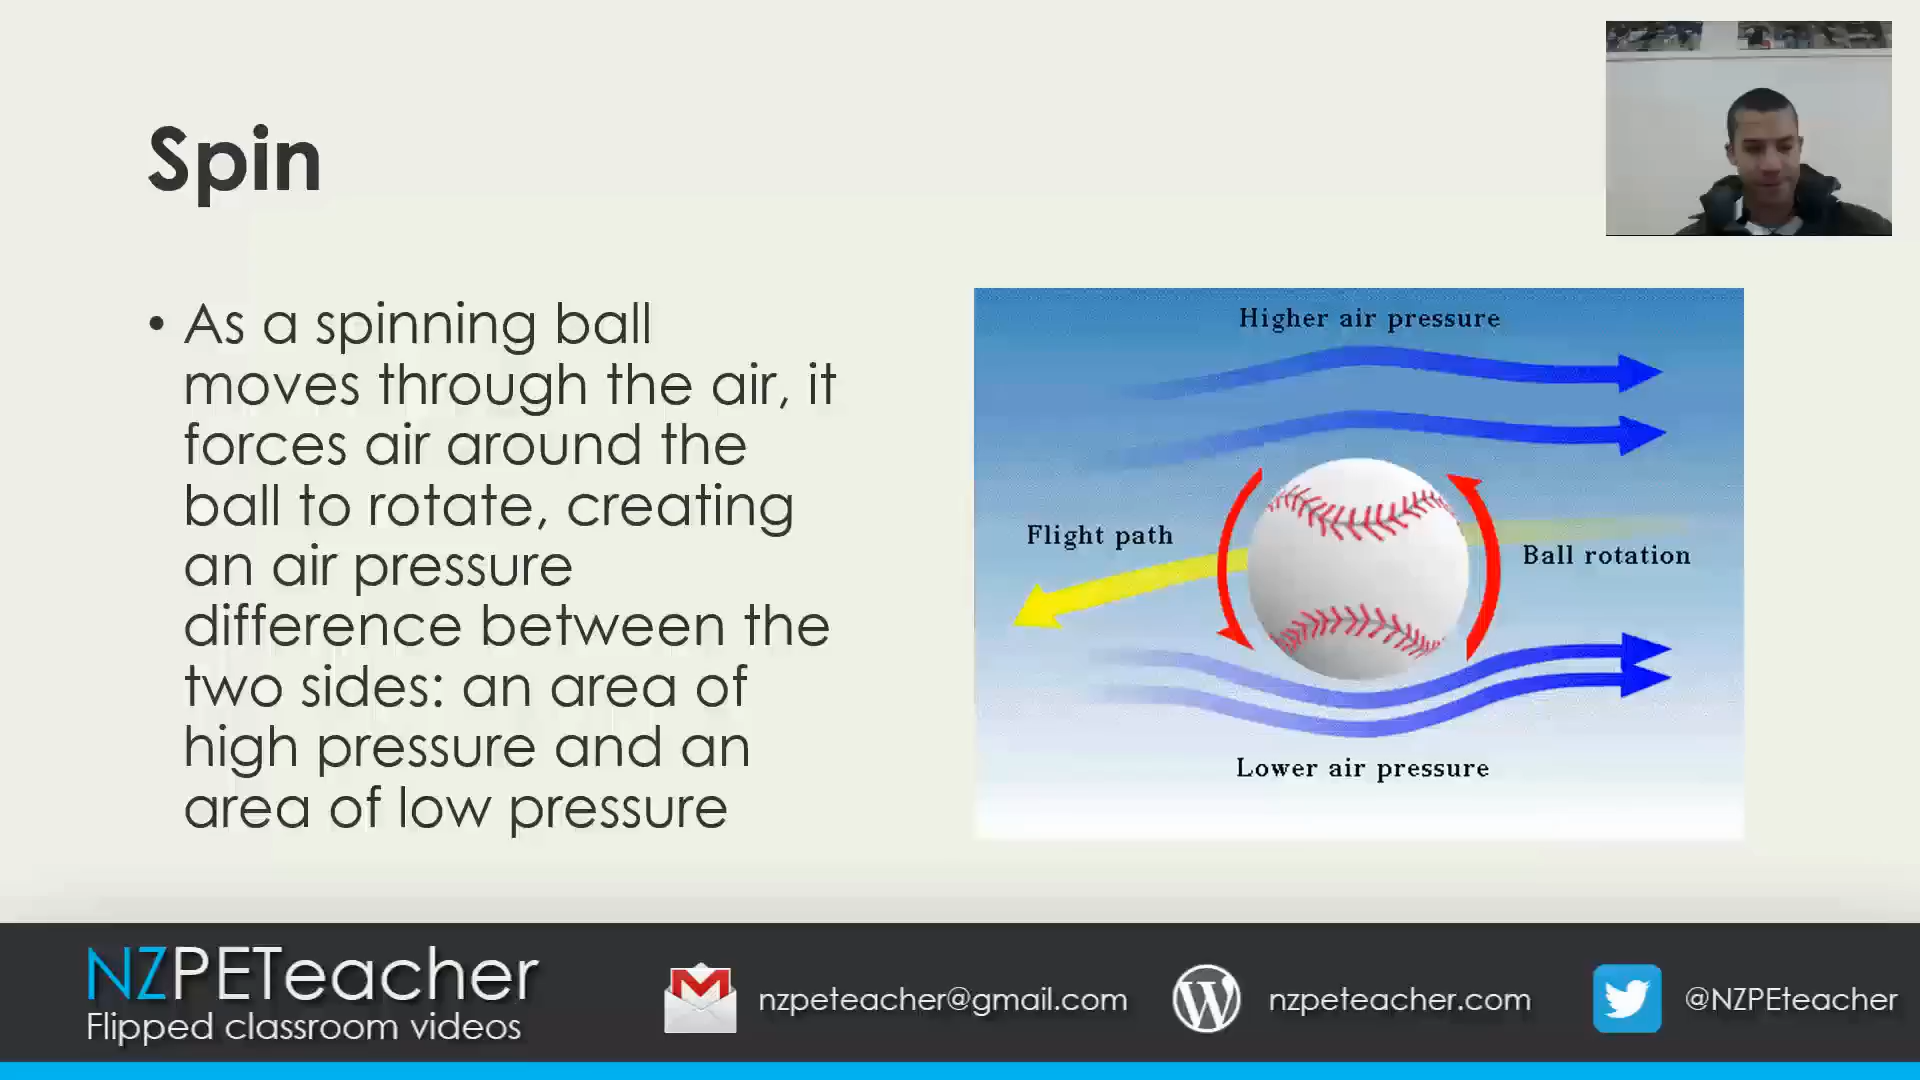 Spin
• As a spinning ball
moves through the air, it
forces air around the
ball to rotate, creating
an air pressure
difference between the
two sides: an area of
high pressure and an
area of low pressure
Higher air pressure
Flight path
Ball rotation
Lower air pressure
NZPETeacher
Flipped classroom videos
nzpeteacher@gmail.com
nzpeteacher.com
@NZPEteacher